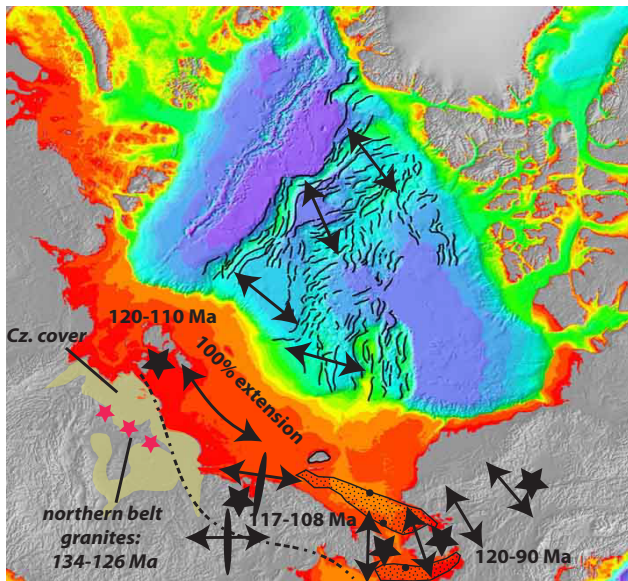 120-110 Ma
Cz. cover
100% extension
117-108 Ma
northern belt
granites:
134-126 Ma
120-90 Ma